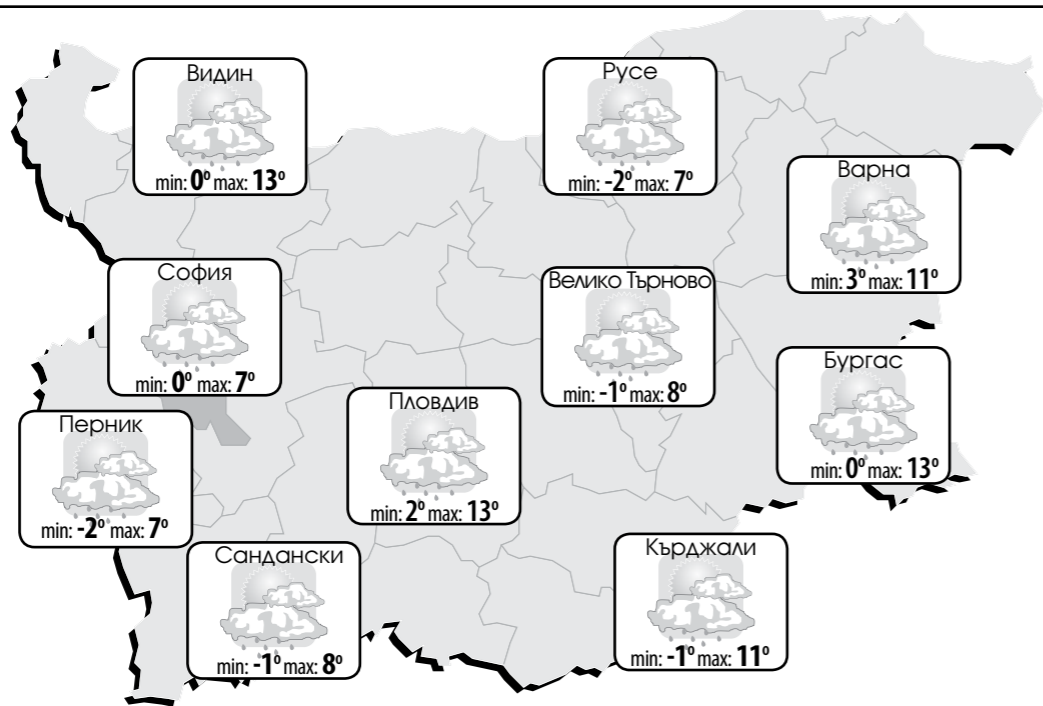 Видин
min: 0° max: 13°
Русе
min: -2° max: 7°
Варна
min: 3° max: 11°
София
min: 0° max: 7°
Велико Търново
min: -1° max: 8°
Бургас
min: 0° max: 13°
Пловдив
min: 2° max: 13°
Перник
min: -2° max: 7°
Сандански
min: -1° max: 8°
Кърджали
min: -1° max: 11°